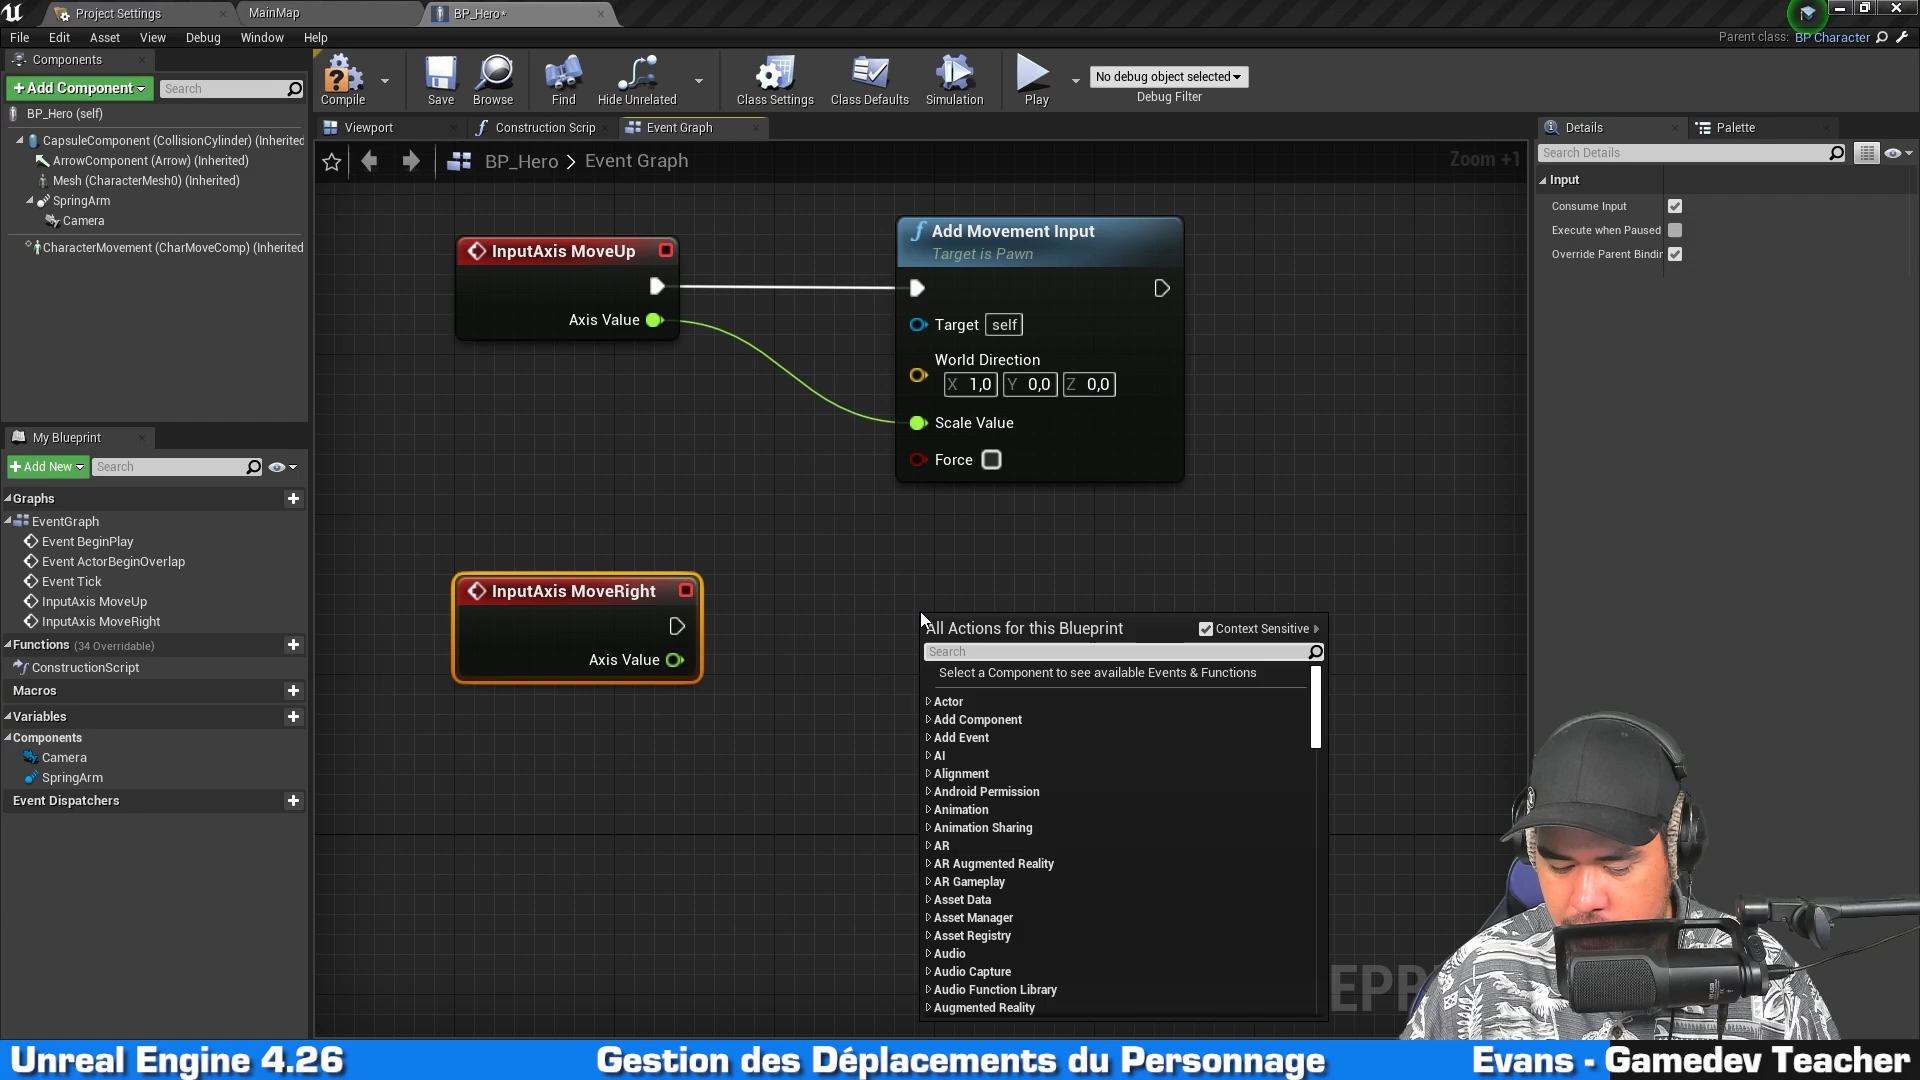 Project Settings
MainMap
BP_Hero*
File Edit Asset View Debug Window Help
Parent class: BP Character
Components
Add Component
Search
BP_Hero (self)
CapsuleComponent (CollisionCylinder) (Inherited
ArrowComponent (Arrow) (Inherited)
Mesh (CharacterMesh0) (Inherited)
SpringArm
Camera
CharacterMovement (CharMoveComp) (Inherited
Compile
Save
Browse
Find
Hide Unrelated
Class Settings
Class Defaults
Simulation
Play
No debug object selected
Debug Filter
Viewport
Construction Scrip
Event Graph
BP_Hero > Event Graph
Zoom +1
InputAxis MoveUp
Axis Value
Add Movement Input
Target is Pawn
Target self
World Direction
X 1,0 Y 0,0 Z 0,0
Scale Value
Force
InputAxis MoveRight
Axis Value
All Actions for this Blueprint
Context Sensitive
Search
Select a Component to see available Events & Functions
Actor
Add Component
Add Event
AI
Alignment
Android Permission
Animation
Animation Sharing
AR
AR Augmented Reality
AR Gameplay
Asset Data
Asset Manager
Asset Registry
Audio
Audio Capture
Audio Function Library
Augmented Reality
My Blueprint
Add New
Search
Graphs
EventGraph
Event BeginPlay
Event ActorBeginOverlap
Event Tick
InputAxis MoveUp
InputAxis MoveRight
Functions (34 Overridable)
ConstructionScript
Macros
Variables
Components
Camera
SpringArm
Event Dispatchers
Details
Palette
Search Details
Input
Consume Input
Execute when Paused
Override Parent Bindin
Unreal Engine 4.26
Gestion des Déplacements du Personnage
Evans - Gamedev Teacher